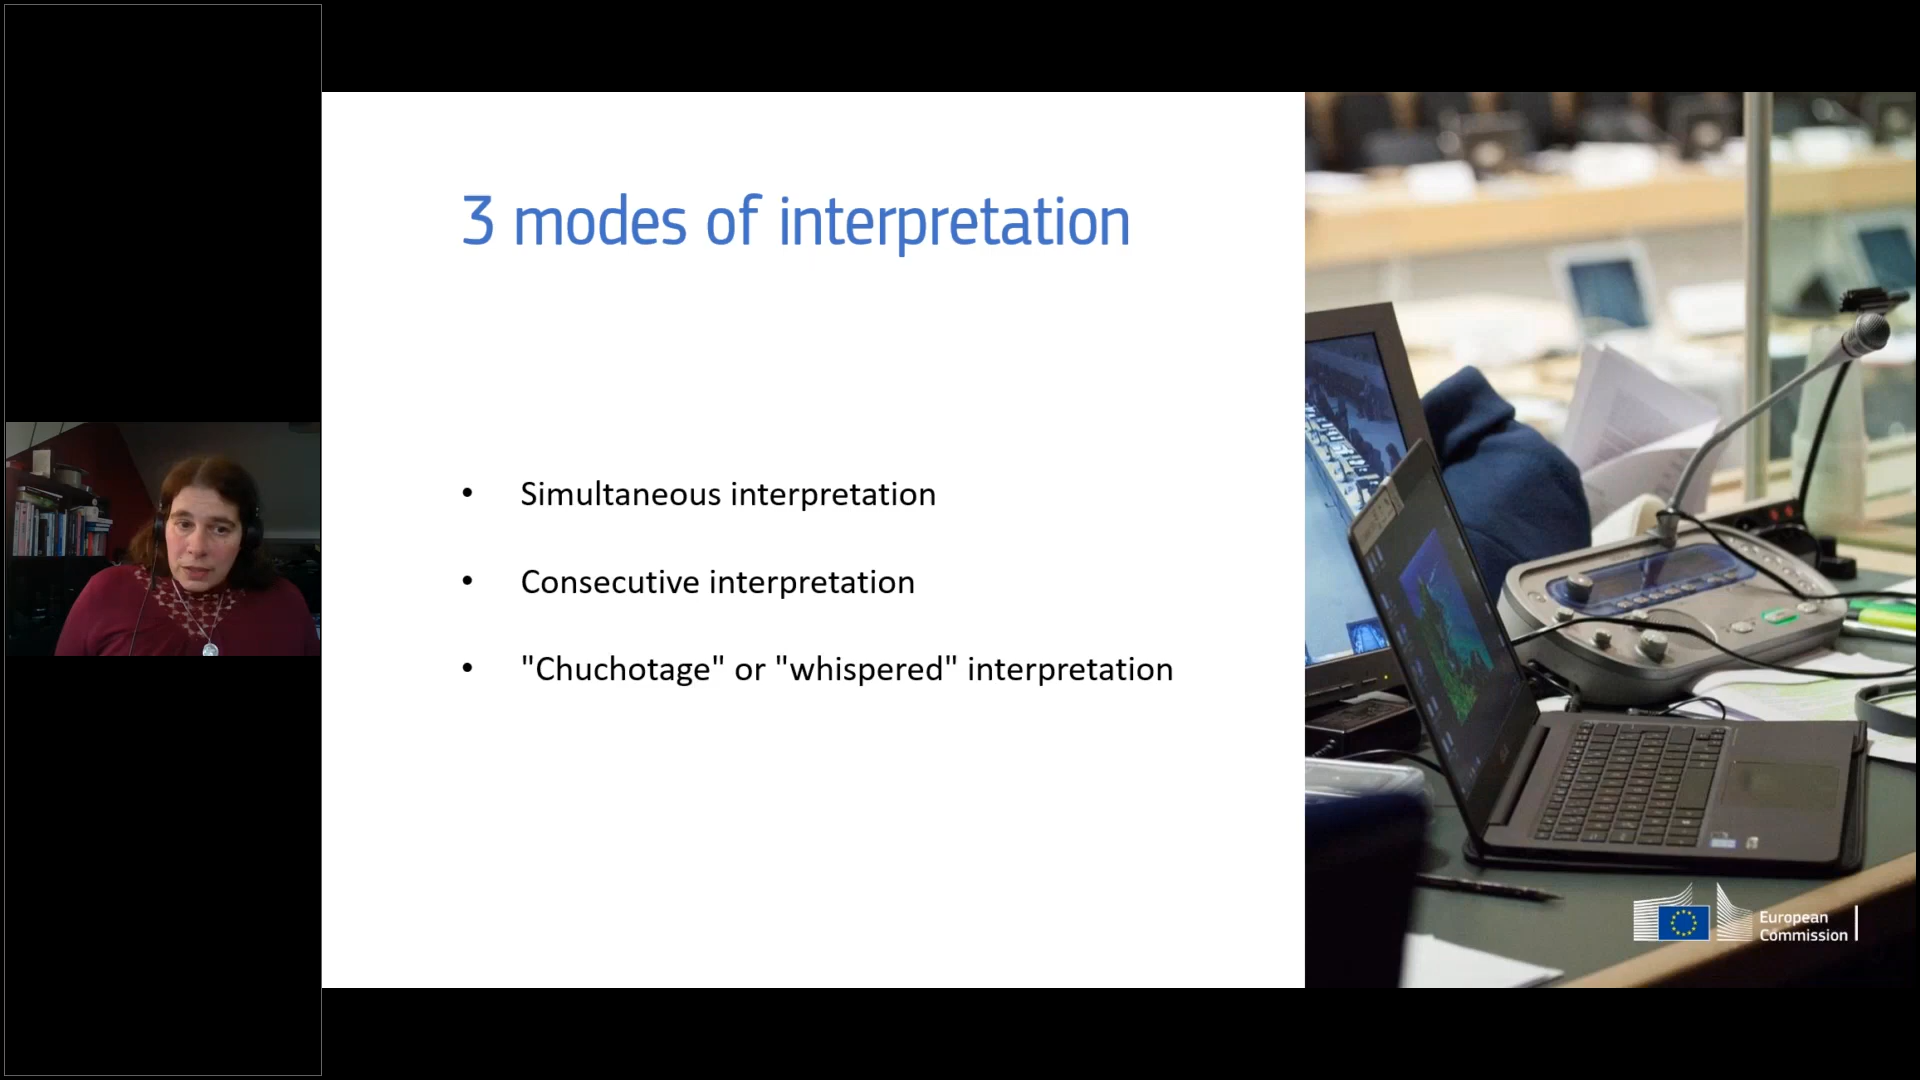 3 modes of interpretation
• Simultaneous interpretation
• Consecutive interpretation
• "Chuchotage" or "whispered" interpretation
European
Commission